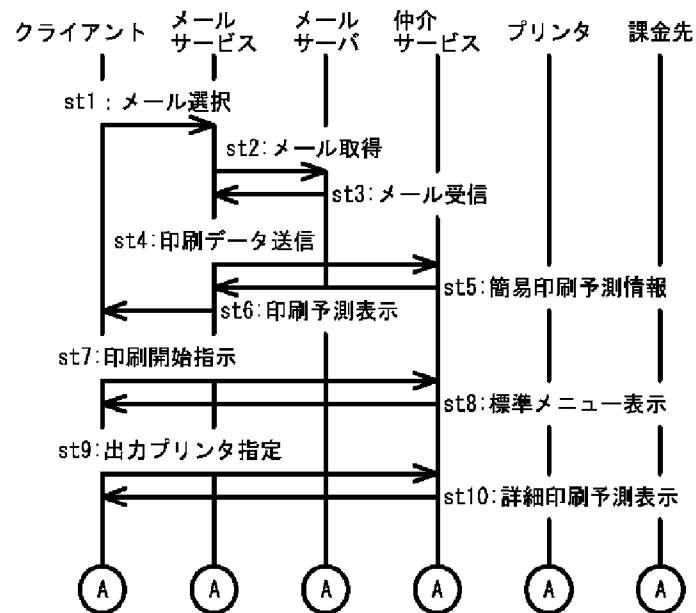 クライアント
メール
サービス
メール
サーバ
仲介
サービス
プリンタ
課金先
st1：メール選択
st2:メール取得
st3:メール受信
st4:印刷データ送信
st5:簡易印刷予測情報
st6:印刷予測表示
st7:印刷開始指示
st8:標準メニュー表示
st9:出力プリンタ指定
st10:詳細印刷予測表示
A A A A A A